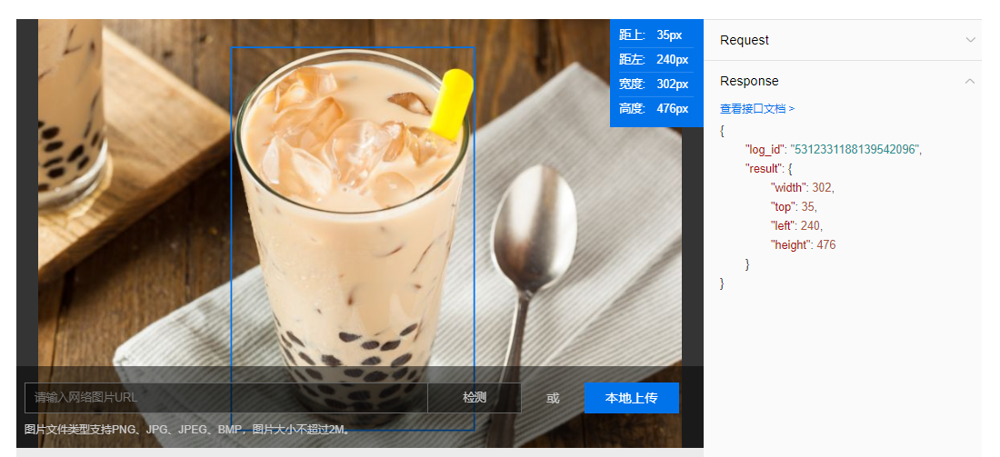 距上: 35px
距左: 240px
宽度: 302px
高度: 476px
请输入网络图片URL
检测
或
本地上传
图片文件类型支持PNG、JPG、JPEG、BMP，图片大小不超过2M。
Request
Response
查看接口文档 >
{
"log_id": "5312331188139542096",
"result": {
"width": 302,
"top": 35,
"left": 240,
"height": 476
}
}